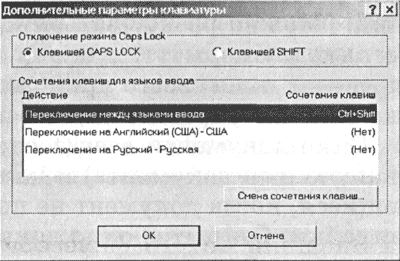 Дополнительные параметры клавиатуры
Отключение режима Caps Lock
Клавишей CAPS LOCK Клавишей SHIFT
Сочетания клавиш для языков ввода
Действие Сочетание клавиш
Переключение между языками ввода Ctrl+Shift
Переключение на Английский (США) - США (Нет)
Переключение на Русский - Русская (Нет)
Смена сочетания клавиш...
OK Отмена